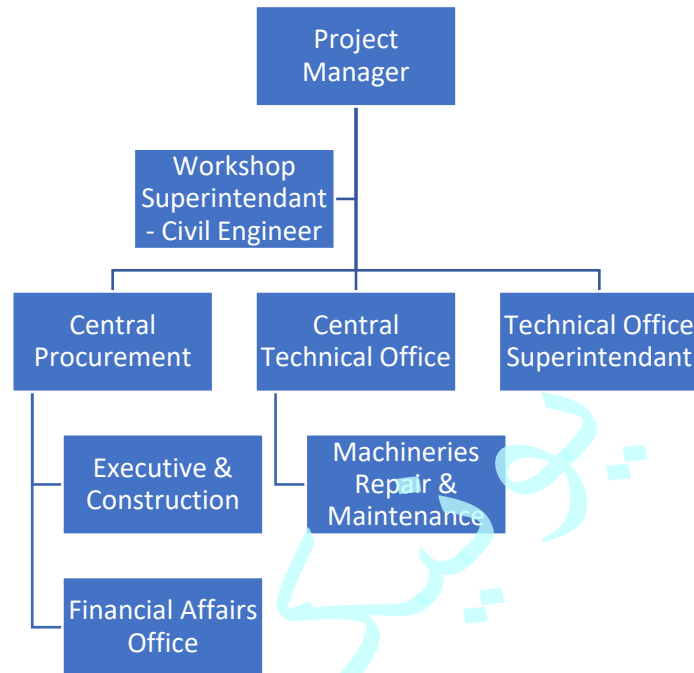 Project
Manager
Workshop
Superintendant
- Civil Engineer
Central
Procurement
Central
Technical Office
Technical Office
Superintendant
Executive &
Construction
Machineries
Repair &
Maintenance
Financial Affairs
Office